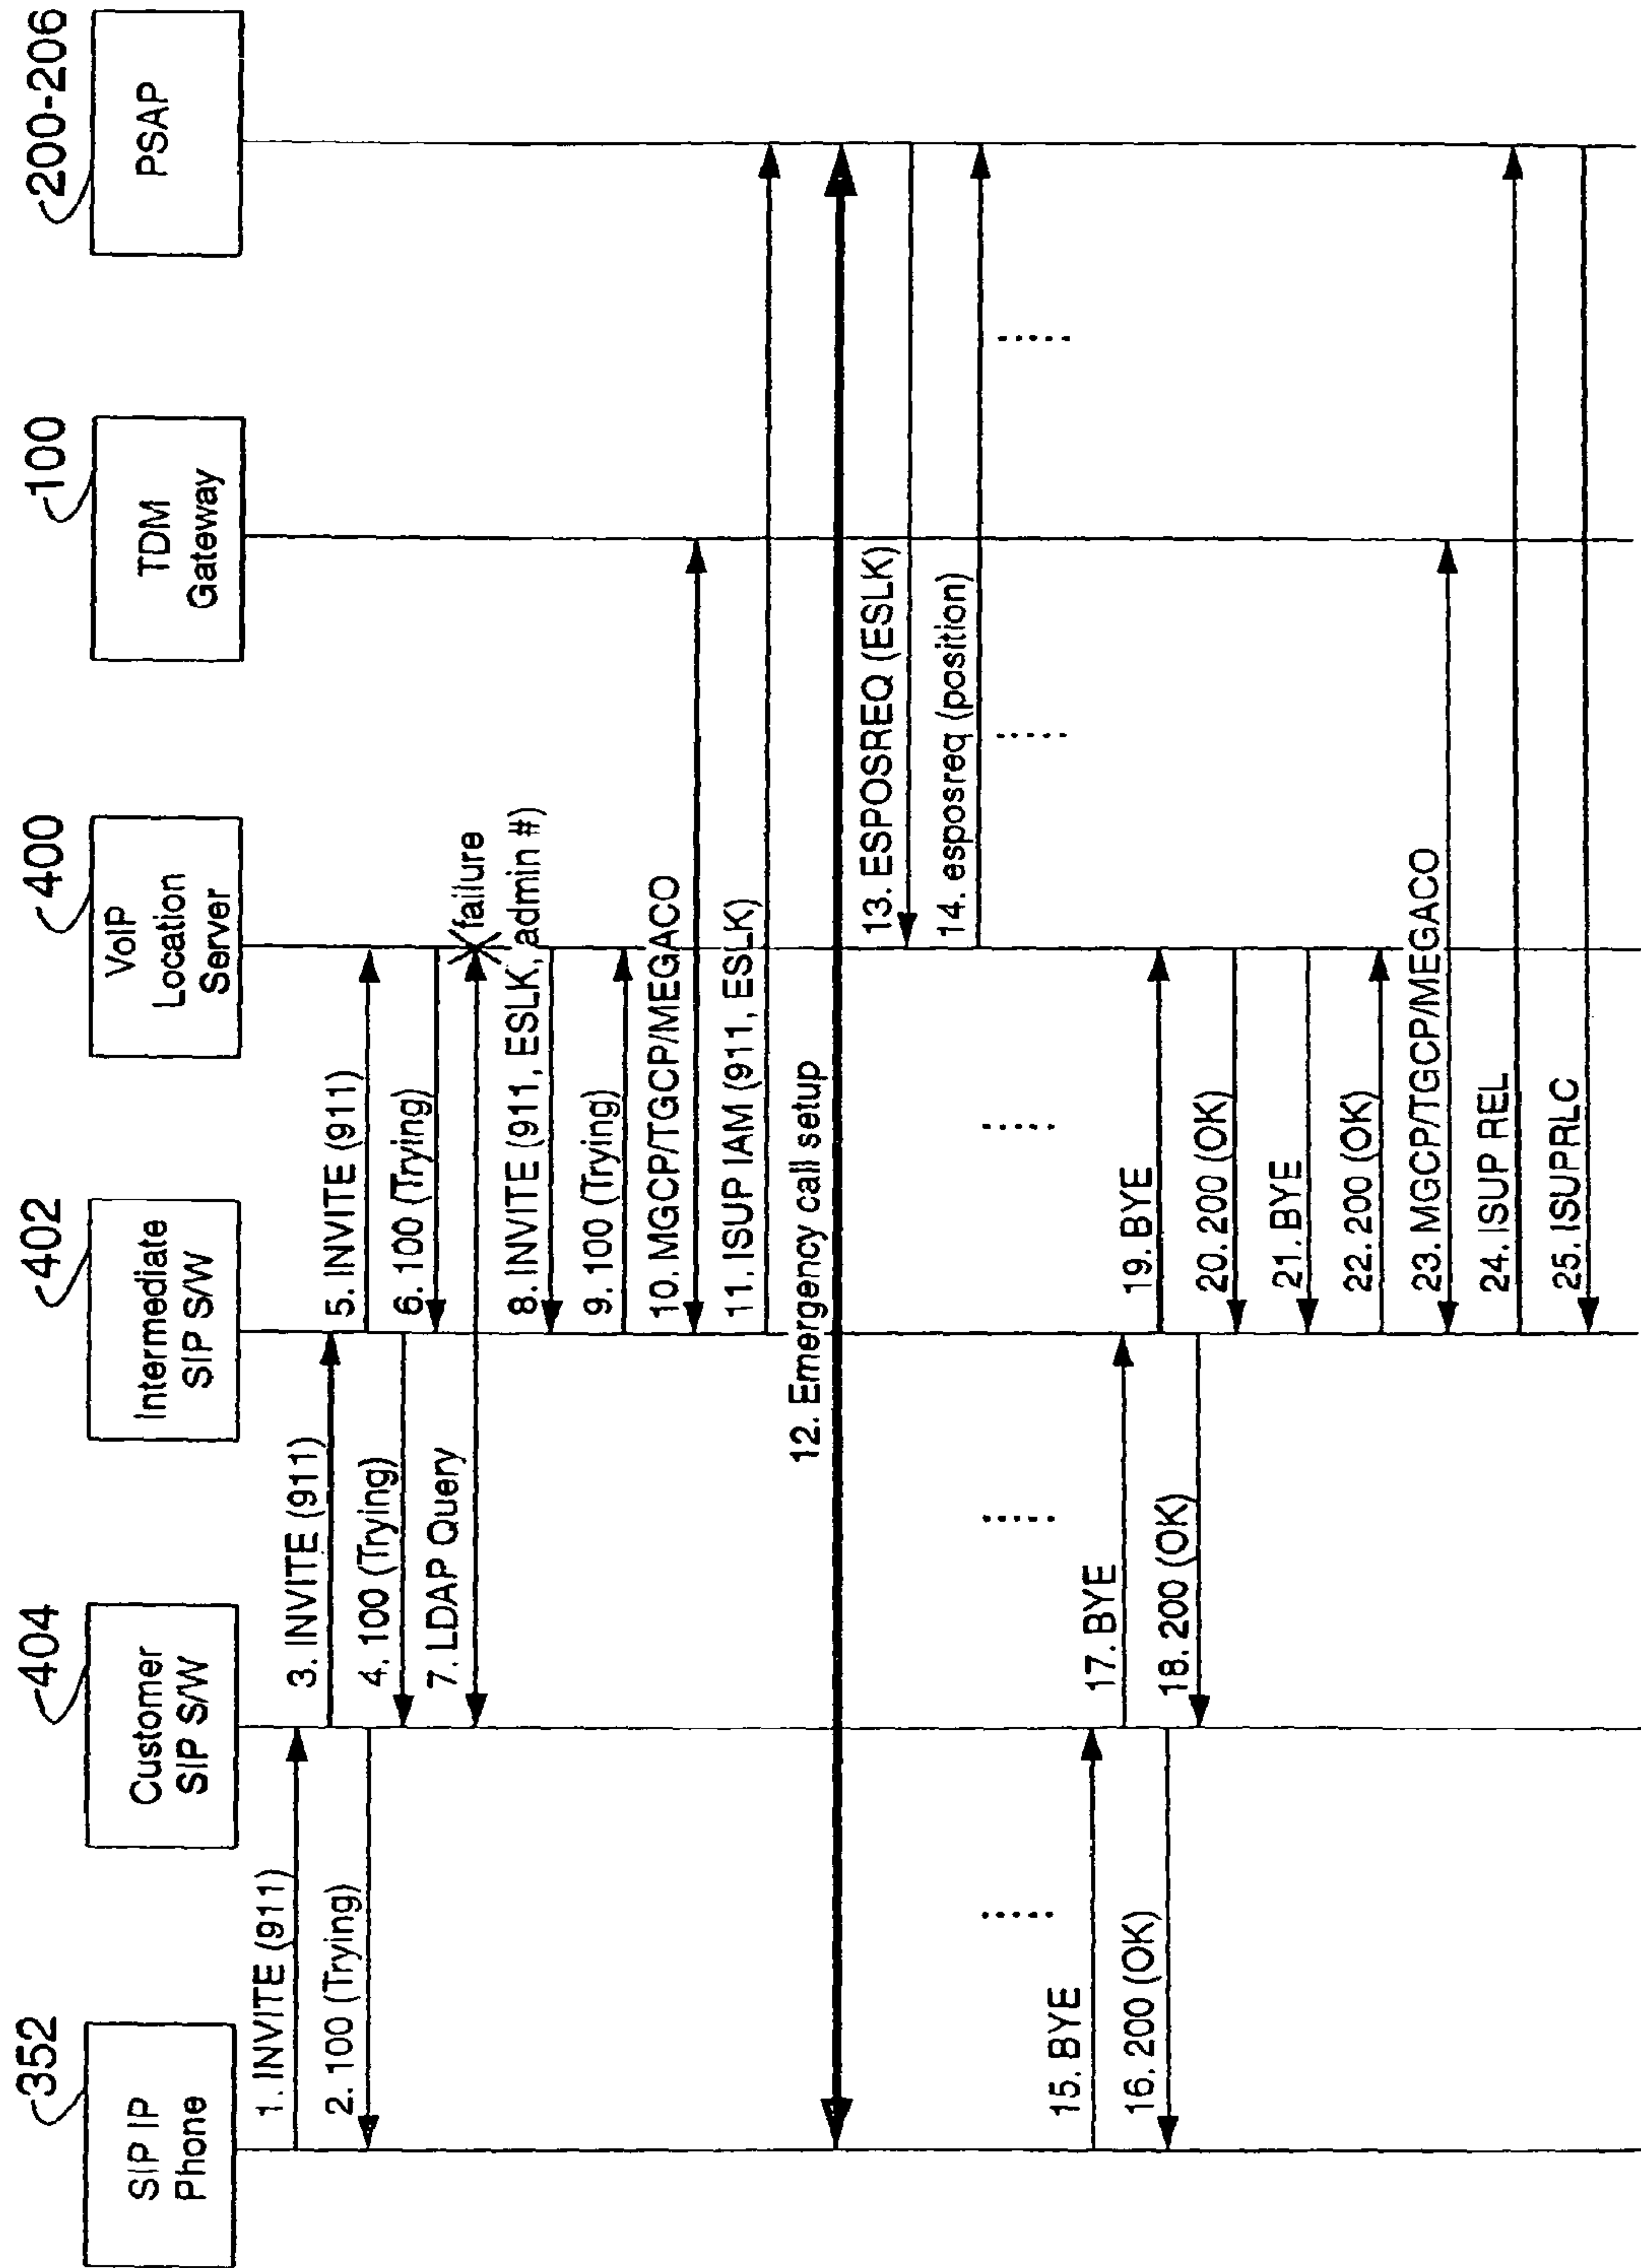 352
SIP IP
Phone
404
Customer
SIP S/W
402
Intermediate
SIP S/W
400
VoIP
Location
Server
100
TDM
Gateway
200-206
PSAP
1. INVITE (911)
2. 100 (Trying)
3. INVITE (911)
4. 100 (Trying)
5. INVITE (911)
6. 100 (Trying)
7. LDAP Query
failure
8. INVITE (911, ESLK, admin #)
9. 100 (Trying)
10. MGCP/TGCP/MEGACO
11. ISUP IAM (911, ESLK)
12. Emergency call setup
13. ESPOSREQ (ESLK)
14. esposreq (position)
15. BYE
16. 200 (OK)
17. BYE
18. 200 (OK)
19. BYE
20. 200 (OK)
21. BYE
22. 200 (OK)
23. MGCP/TGCP/MEGACO
24. ISUP REL
25. ISUPRLC